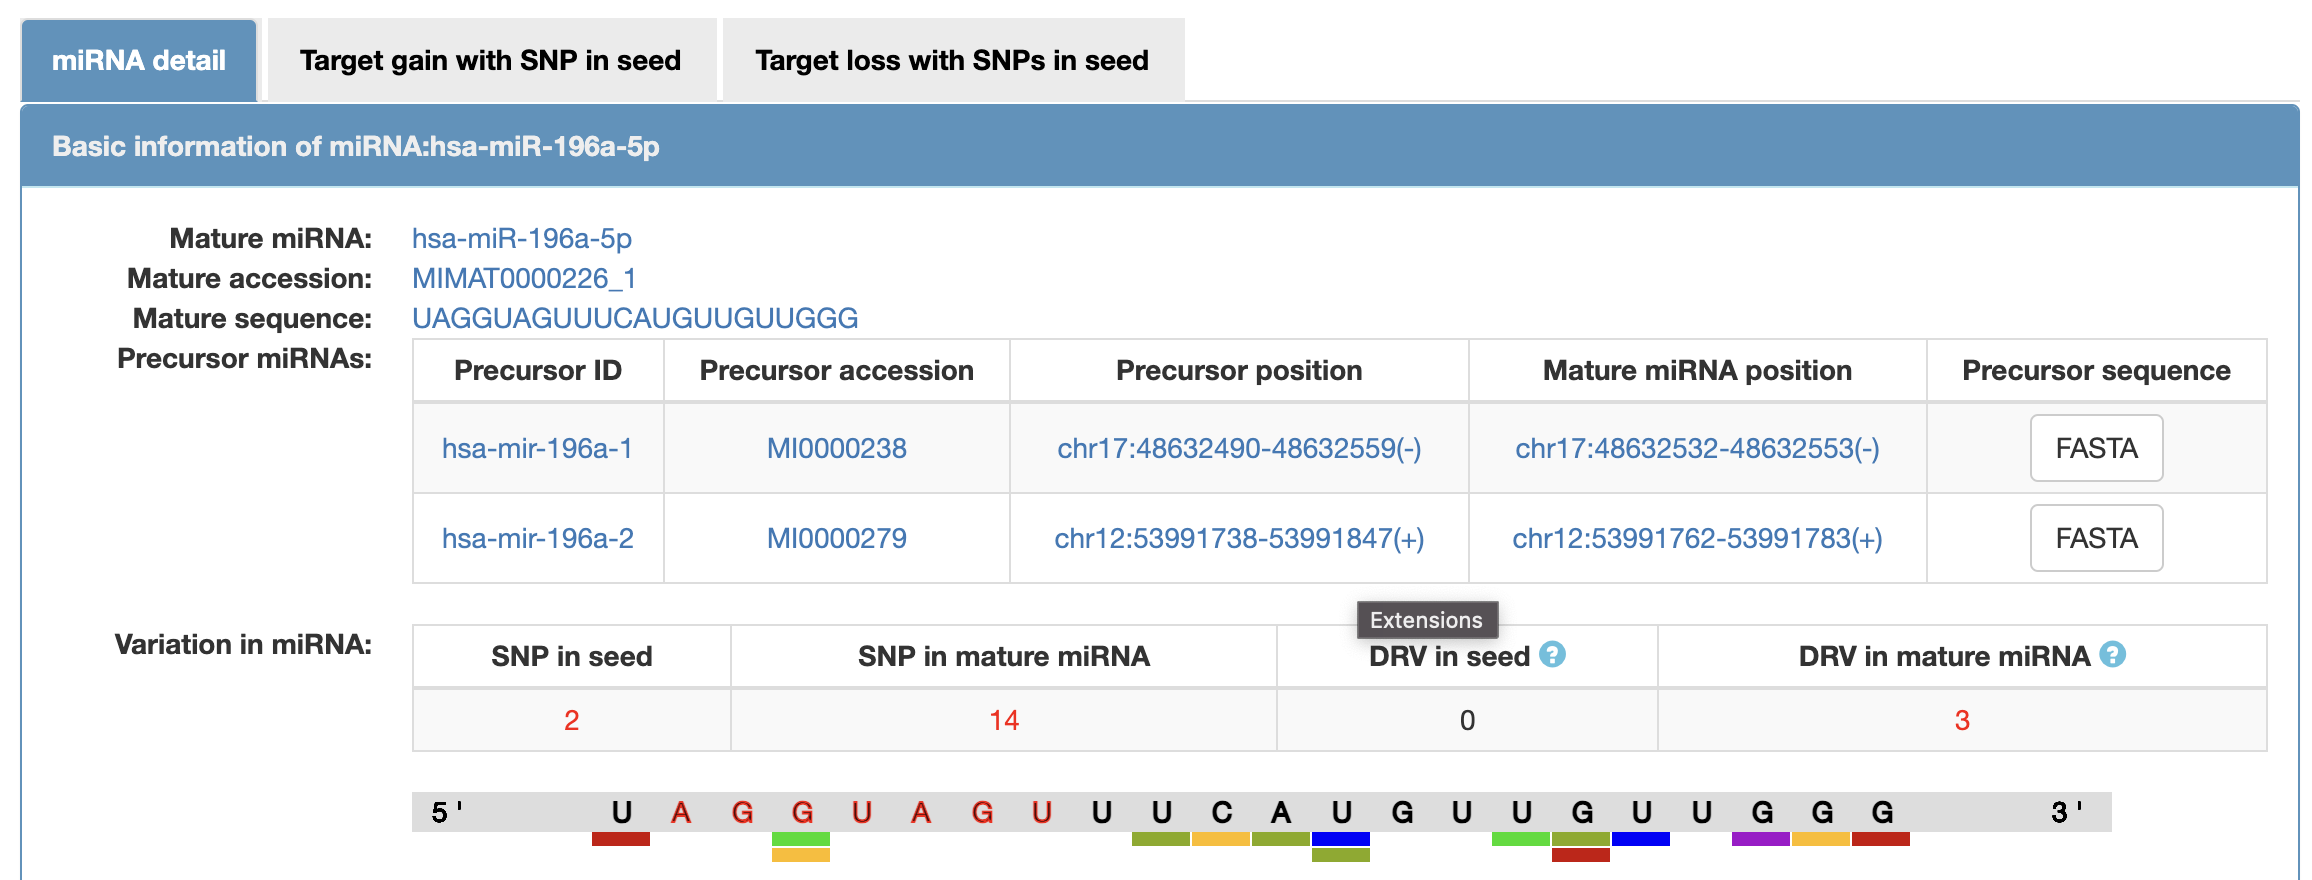 miRNA detail Target gain with SNP in seed Target loss with SNPs in seed
Basic information of miRNA:hsa-miR-196a-5p
Mature miRNA: hsa-miR-196a-5p
Mature accession: MIMAT0000226_1
Mature sequence: UAGGUAGUUUCAUGUUGUUGGG
Precursor miRNAs:
Precursor ID Precursor accession Precursor position Mature miRNA position Precursor sequence
hsa-mir-196a-1 MI0000238 chr17:48632490-48632559(-) chr17:48632532-48632553(-) FASTA
hsa-mir-196a-2 MI0000279 chr12:53991738-53991847(+) chr12:53991762-53991783(+) FASTA
Extensions
Variation in miRNA:
SNP in seed SNP in mature miRNA DRV in seed ? DRV in mature miRNA ?
2 14 0 3
5' U A G G U A G U U U C A U G U U G U U G G G 3'